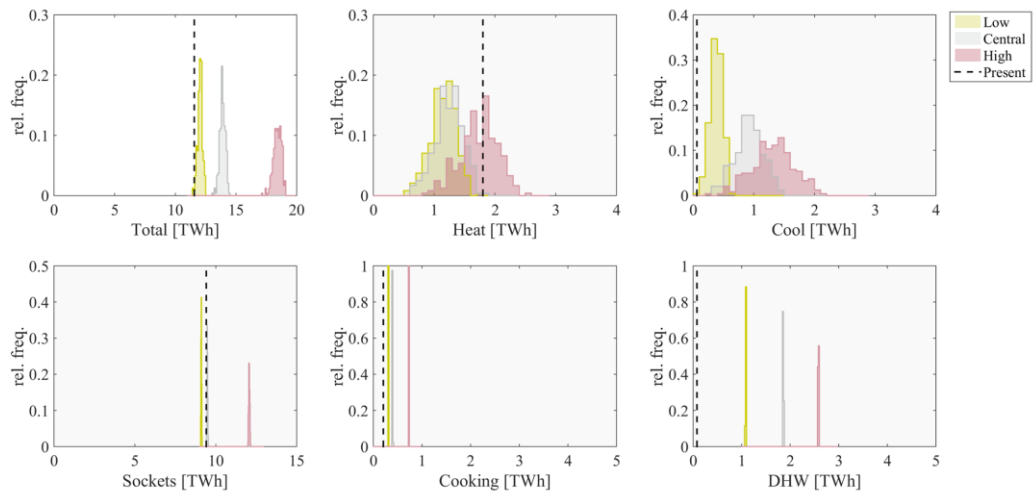 0.3
0.2
0.1
0
rel. freq.
0 5 10 15 20
Total [TWh]
0.3
0.2
0.1
0
rel. freq.
0 1 2 3 4
Heat [TWh]
0.4
0.3
0.2
0.1
0
rel. freq.
0 1 2 3 4
Cool [TWh]
Low
Central
High
Present
0.5
0.4
0.3
0.2
0.1
0
rel. freq.
0 5 10 15
Sockets [TWh]
1
0.8
0.6
0.4
0.2
0
rel. freq.
0 1 2 3 4 5
Cooking [TWh]
1
0.8
0.6
0.4
0.2
0
rel. freq.
0 1 2 3 4 5
DHW [TWh]